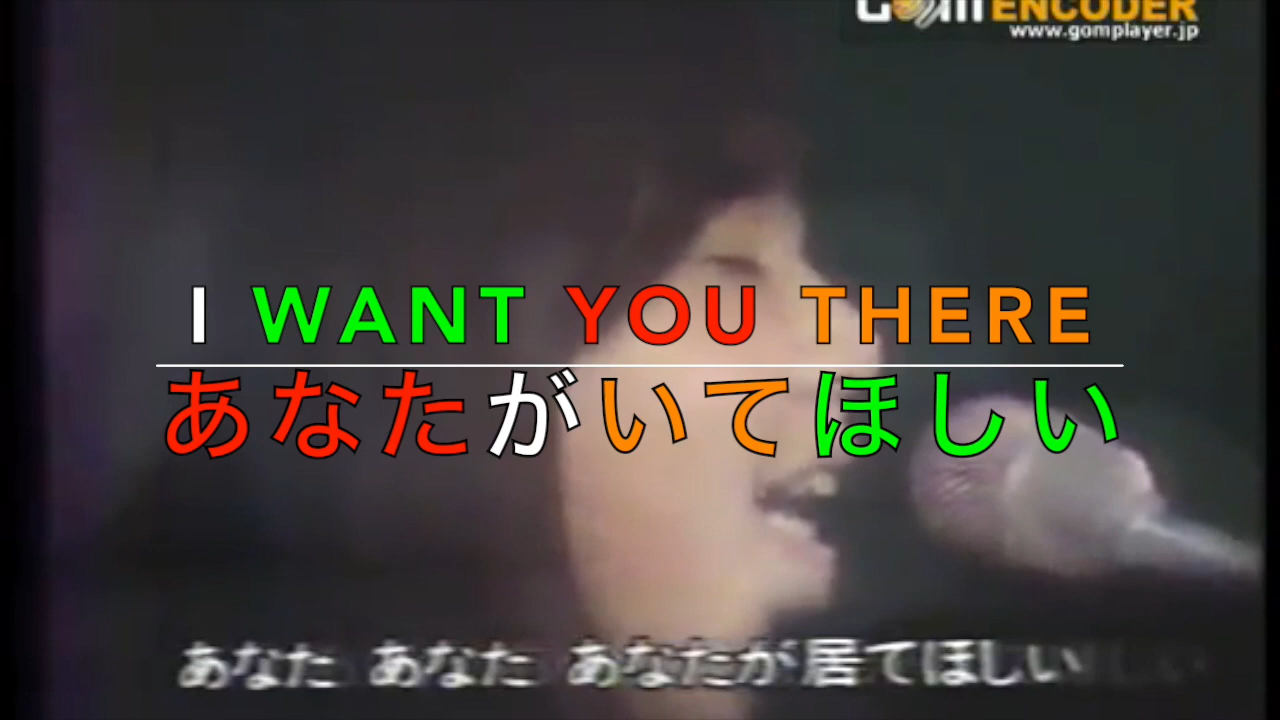 GOM ENCODER
www.gomplayer.jp
I WANT YOU THERE
あなたがいてほしい
あなた あなた あなたが居てほしい